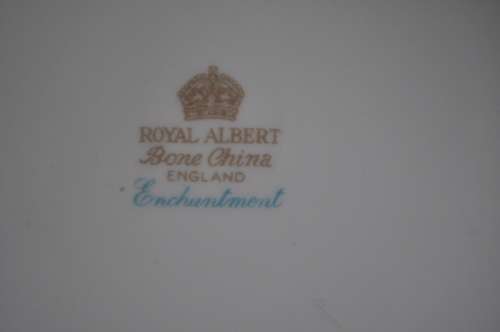 ROYAL ALBERT
Bone China
ENGLAND
Enchantment